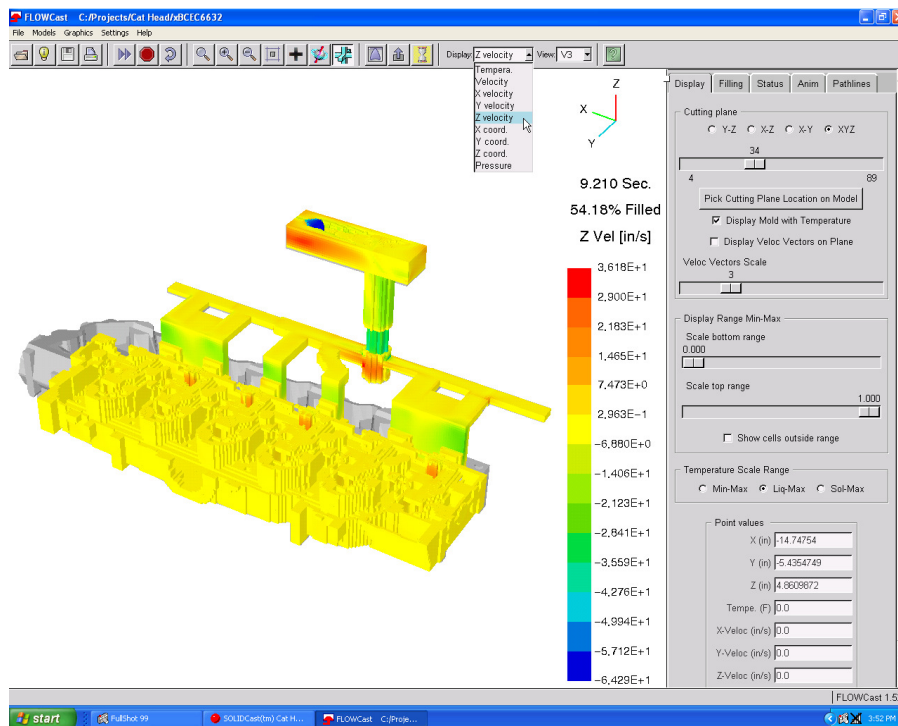 FLOWCast C:/Projects/Cat Head/xBCEC6632
File Models Graphics Settings Help
Display: Z velocity View: V3
Tempera.
Velocity
X velocity
Y velocity
Z velocity
X coord.
Y coord.
Z coord.
Pressure
Z
X
Y
9.210 Sec.
54.18% Filled
Z Vel [in/s]
3,618E+1
2,900E+1
2,183E+1
1,465E+1
7,473E+0
2,963E-1
-6,880E+0
-1,406E+1
-2,123E+1
-2,841E+1
-3,559E+1
-4,276E+1
-4,994E+1
-5,712E+1
-6,429E+1
Display Filling Status Anim Pathlines
Cutting plane
Y-Z X-Z X-Y XYZ
34
4 89
Pick Cutting Plane Location on Model
Display Mold with Temperature
Display Veloc Vectors on Plane
Veloc Vectors Scale
3
Display Range Min-Max
Scale bottom range
0.000
Scale top range
1.000
Show cells outside range
Temperature Scale Range
Min-Max Liq-Max Sol-Max
Point values
X (in) -14.74754
Y (in) -5.4354749
Z (in) 4.8609872
Tempe. (F) 0.0
X-Veloc (in/s) 0.0
Y-Veloc (in/s) 0.0
Z-Veloc (in/s) 0.0
FLOWCast 1.5
start FullShot 99 SOLIDCast(tm) Cat H... FLOWCast C:/Proje... 3:52 PM